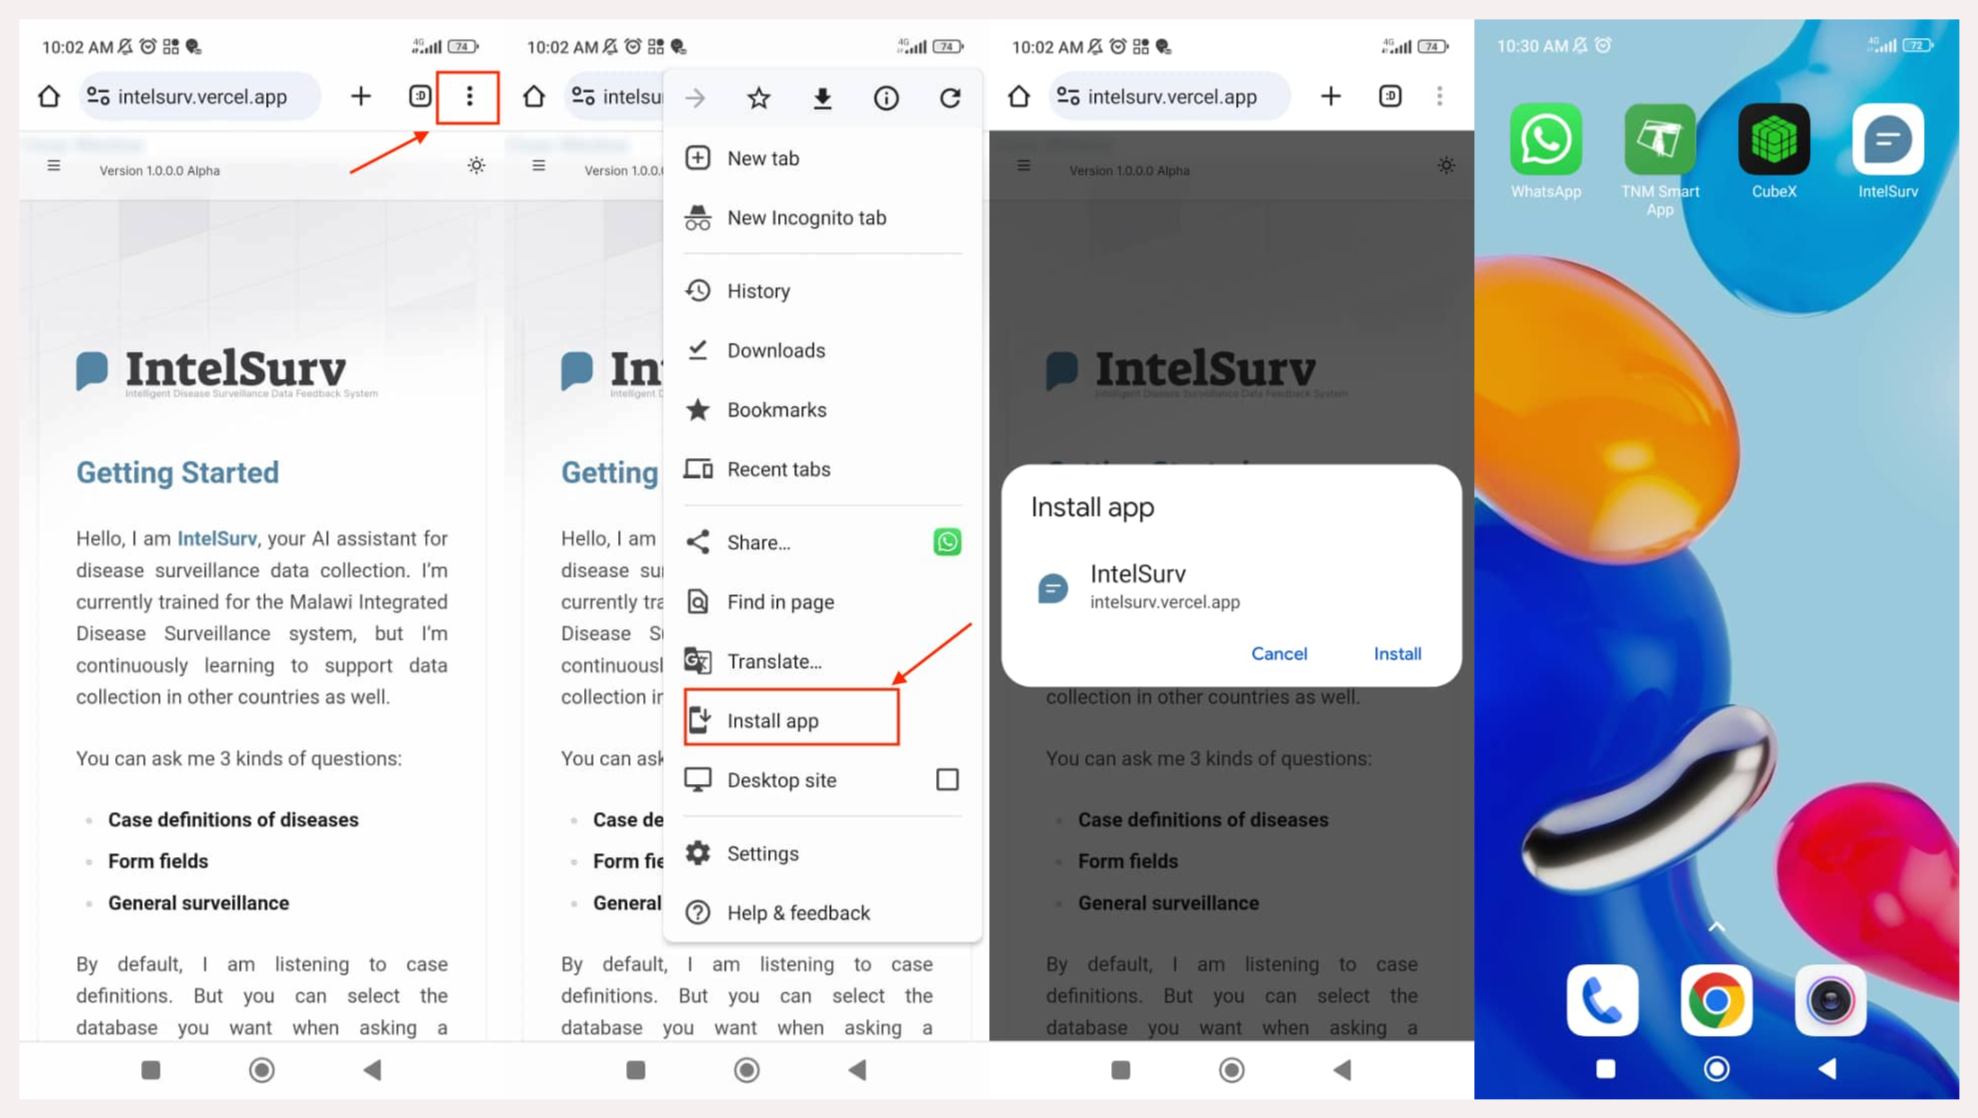 10:02 AM
4G
74
intelsurv.vercel.app
:D
Version 1.0.0.0 Alpha
IntelSurv
Intelligent Disease Surveillance Data Feedback System
Getting Started
Hello, I am IntelSurv, your AI assistant for
disease surveillance data collection. I'm
currently trained for the Malawi Integrated
Disease Surveillance system, but I'm
continuously learning to support data
collection in other countries as well.
You can ask me 3 kinds of questions:
Case definitions of diseases
Form fields
General surveillance
By default, I am listening to case
definitions. But you can select the
database you want when asking a
10:02 AM
4G
74
intelsu
Version 1.0.0.
In
Intelligent
Getting
Hello, I am
disease su
currently tra
Disease S
continuousl
collection in
You can ask
Case de
Form fie
General
By default, I am listening to case
definitions. But you can select the
database you want when asking a
New tab
New Incognito tab
History
Downloads
Bookmarks
Recent tabs
Share...
Find in page
Translate...
Install app
Desktop site
Settings
Help & feedback
10:02 AM
4G
74
intelsurv.vercel.app
:D
Version 1.0.0.0 Alpha
IntelSurv
Intelligent Disease Surveillance Data Feedback System
Install app
IntelSurv
intelsurv.vercel.app
Cancel
Install
collection in other countries as well.
You can ask me 3 kinds of questions:
Case definitions of diseases
Form fields
General surveillance
By default, I am listening to case
definitions. But you can select the
database you want when asking a
10:30 AM
4G
72
WhatsApp
TNM Smart
App
CubeX
IntelSurv